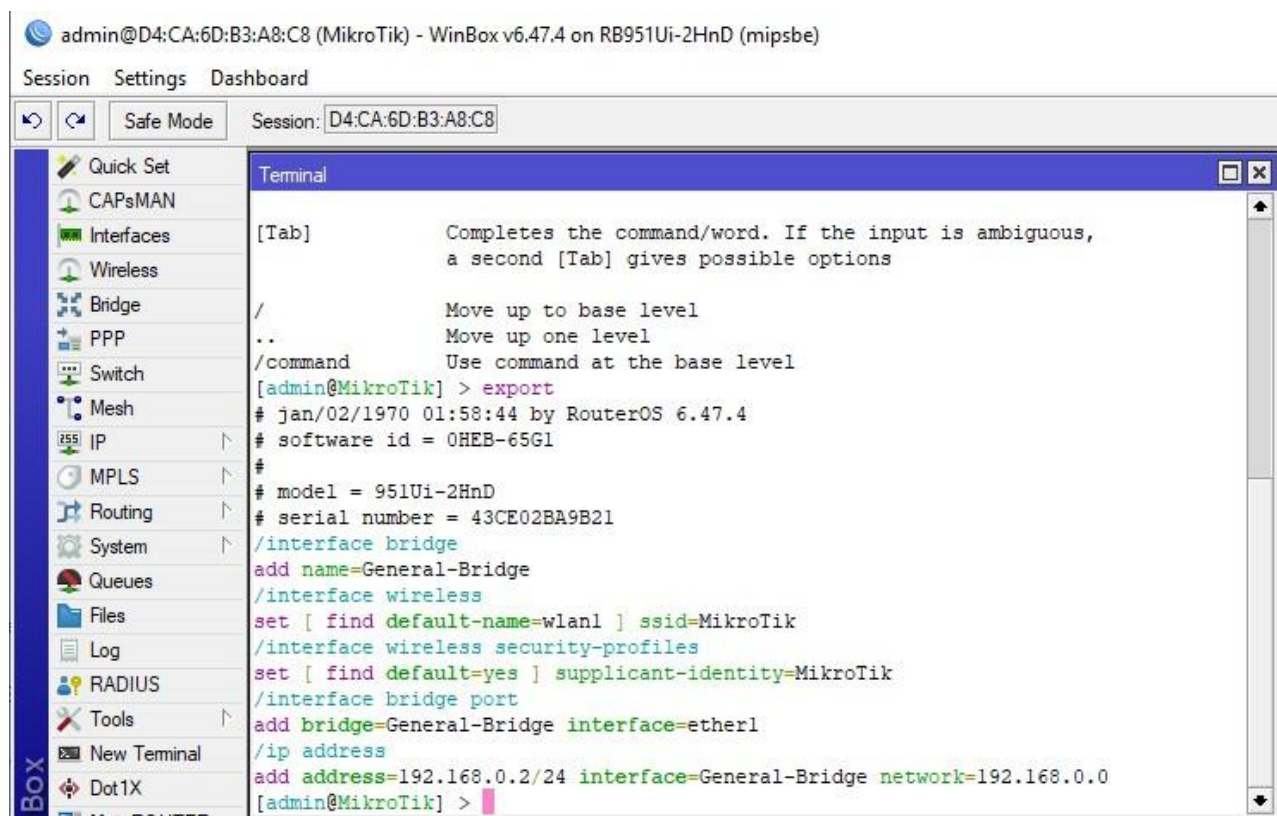 admin@D4:CA:6D:B3:A8:C8 (MikroTik) - WinBox v6.47.4 on RB951Ui-2HnD (mipsbe)
Session Settings Dashboard
Safe Mode Session: D4:CA:6D:B3:A8:C8
Quick Set
CAPsMAN
Interfaces
Wireless
Bridge
PPP
Switch
Mesh
255 IP
MPLS
Routing
System
Queues
Files
Log
RADIUS
Tools
New Terminal
Dot1X
Box
Terminal
[Tab] Completes the command/word. If the input is ambiguous,
a second [Tab] gives possible options
/ Move up to base level
.. Move up one level
/command Use command at the base level
[admin@MikroTik] > export
# jan/02/1970 01:58:44 by RouterOS 6.47.4
# software id = 0HEB-65G1
#
# model = 951Ui-2HnD
# serial number = 43CE02BA9B21
/interface bridge
add name=General-Bridge
/interface wireless
set [ find default-name=wlan1 ] ssid=MikroTik
/interface wireless security-profiles
set [ find default=yes ] supplicant-identity=MikroTik
/interface bridge port
add bridge=General-Bridge interface=ether1
/ip address
add address=192.168.0.2/24 interface=General-Bridge network=192.168.0.0
[admin@MikroTik] >